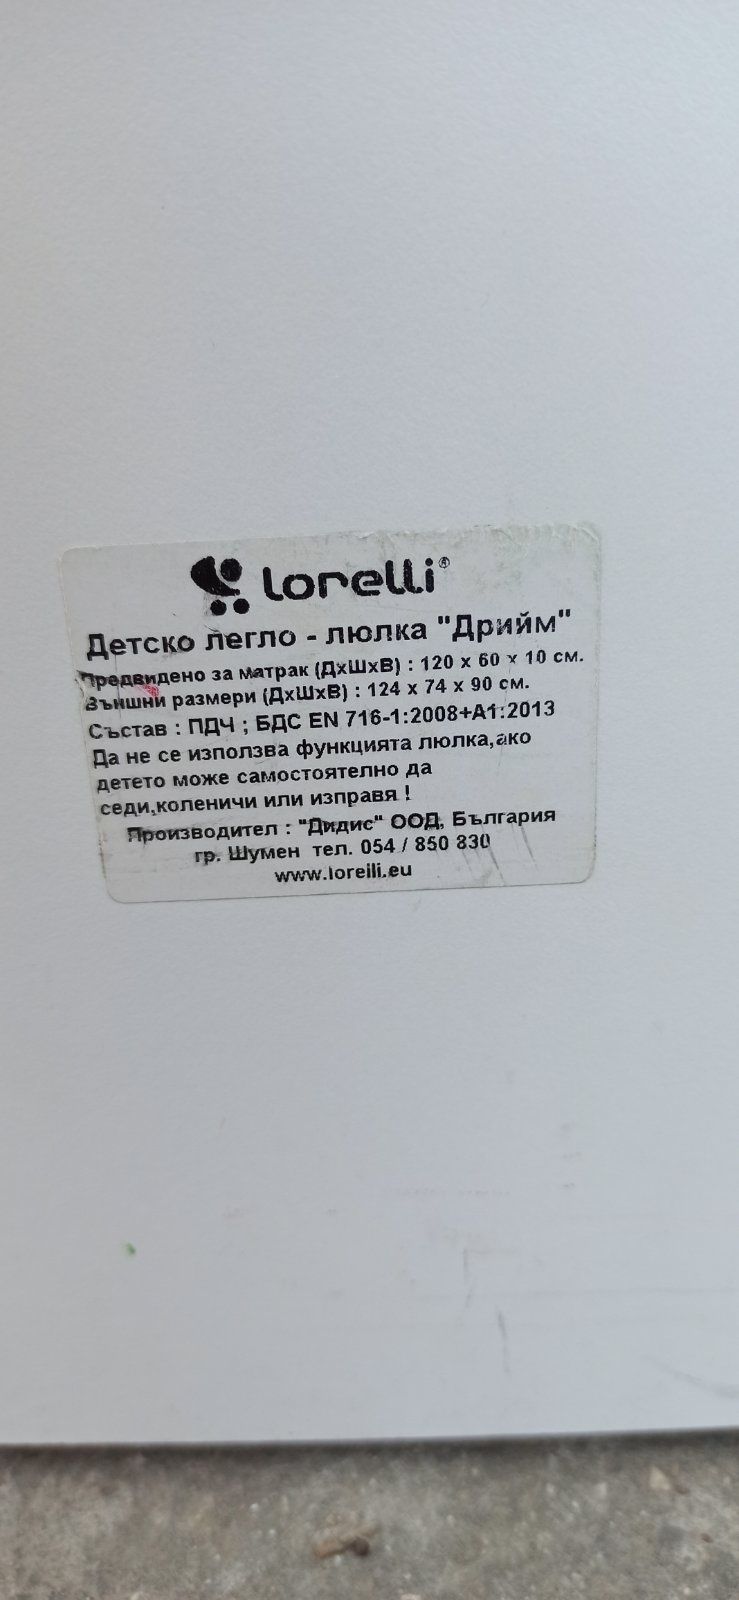 lorelli®
Детско легло - люлка "Дрийм"
Предвидено за матрак (ДхШхВ) : 120 x 60 x 10 см.
Външни размери (ДхШхВ) : 124 x 74 x 90 см.
Състав : ПДЧ ; БДС EN 716-1:2008+A1:2013
Да не се използва функцията люлка,ако
детето може самостоятелно да
седи,коленичи или изправя !
Производител : "Дидис" ООД, България
гр. Шумен тел. 054 / 850 830
www.lorelli.eu